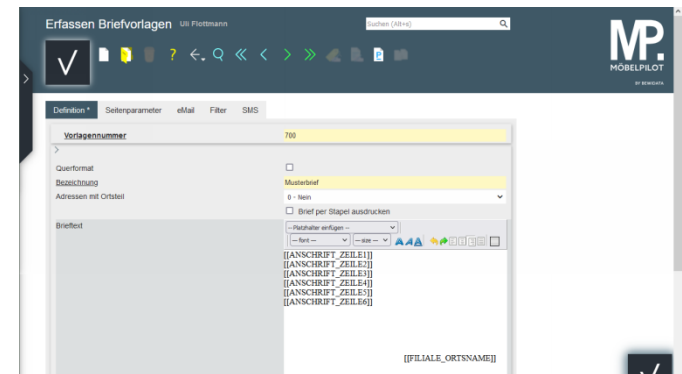 Erfassen Briefvorlagen Uli Flottmann
Suchen (Alt+s)
MP.
MÖBELPILOT
BY BEWIDATA
Definition * Seitenparameter eMail Filter SMS
Vorlagennummer 700
Querformat
Bezeichnung Musterbrief
Adressen mit Ortsteil 0 - Nein
Brief per Stapel ausdrucken
Brieftext --Platzhalter einfügen --
-- font -- -- size --
[[ANSCHRIFT_ZEILE1]]
[[ANSCHRIFT_ZEILE2]]
[[ANSCHRIFT_ZEILE3]]
[[ANSCHRIFT_ZEILE4]]
[[ANSCHRIFT_ZEILE5]]
[[ANSCHRIFT_ZEILE6]]
[[FILIALE_ORTSNAME]]